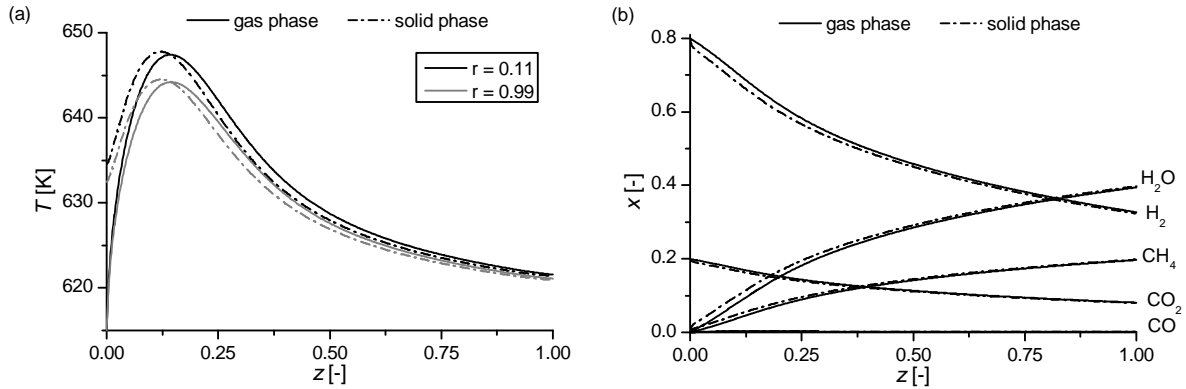 (a)
gas phase
solid phase
650
640
630
620
T [K]
r = 0.11
r = 0.99
0.00
0.25
0.50
0.75
1.00
z [-]
(b)
gas phase
solid phase
0.8
0.6
0.4
0.2
0.0
x [-]
H₂O
H₂
CH₄
CO₂
CO
0.00
0.25
0.50
0.75
1.00
z [-]